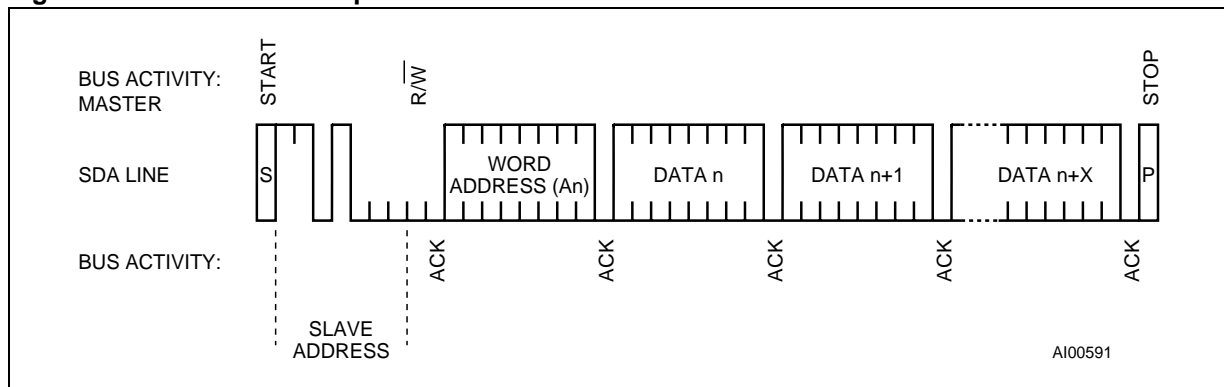 START
R/W
STOP
BUS ACTIVITY:
MASTER
SDA LINE
S
WORD
ADDRESS (An)
DATA n
DATA n+1
DATA n+X
P
BUS ACTIVITY:
ACK
ACK
ACK
ACK
ACK
SLAVE
ADDRESS
AI00591